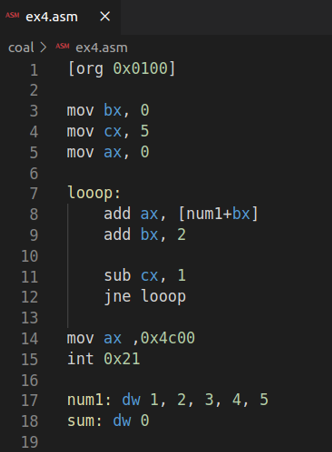 ASM ex4.asm ×
coal > ASM ex4.asm
1 [org 0x0100]
2
3 mov bx, 0
4 mov cx, 5
5 mov ax, 0
6
7 looop:
8 add ax, [num1+bx]
9 add bx, 2
10
11 sub cx, 1
12 jne looop
13
14 mov ax ,0x4c00
15 int 0x21
16
17 num1: dw 1, 2, 3, 4, 5
18 sum: dw 0
19